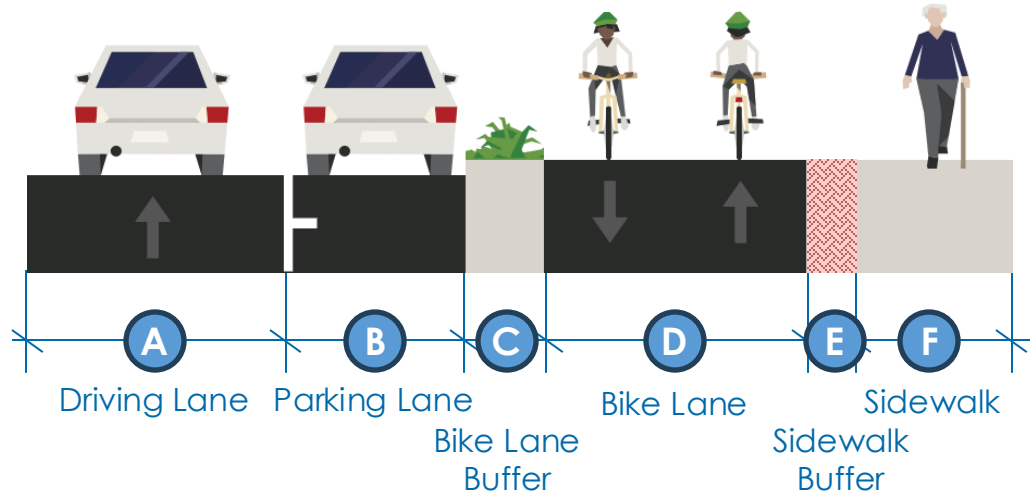 A
B
C
D
E
F
Driving Lane
Parking Lane
Bike Lane
Buffer
Bike Lane
Sidewalk
Buffer
Sidewalk